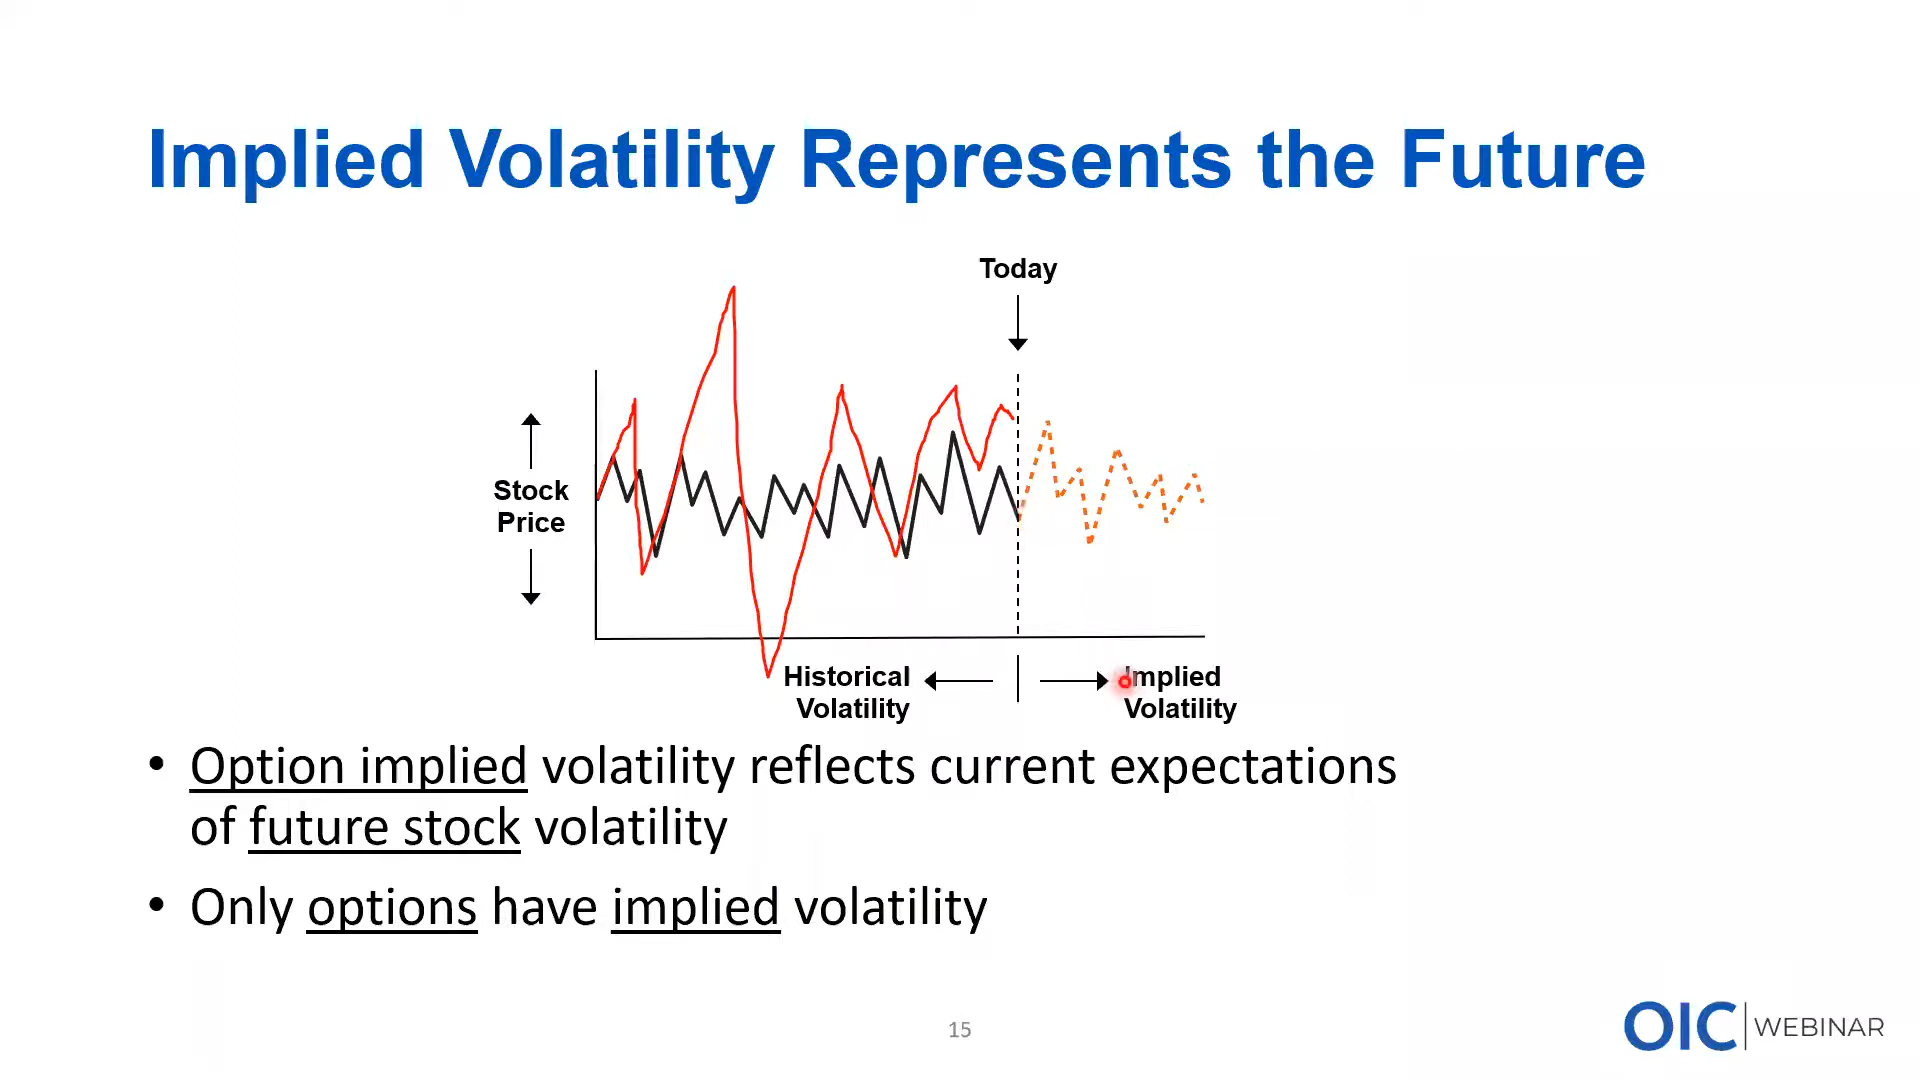 Implied Volatility Represents the Future
Today
Stock
Price
Historical
Volatility
Implied
Volatility
• Option implied volatility reflects current expectations
of future stock volatility
• Only options have implied volatility
15
OIC WEBINAR